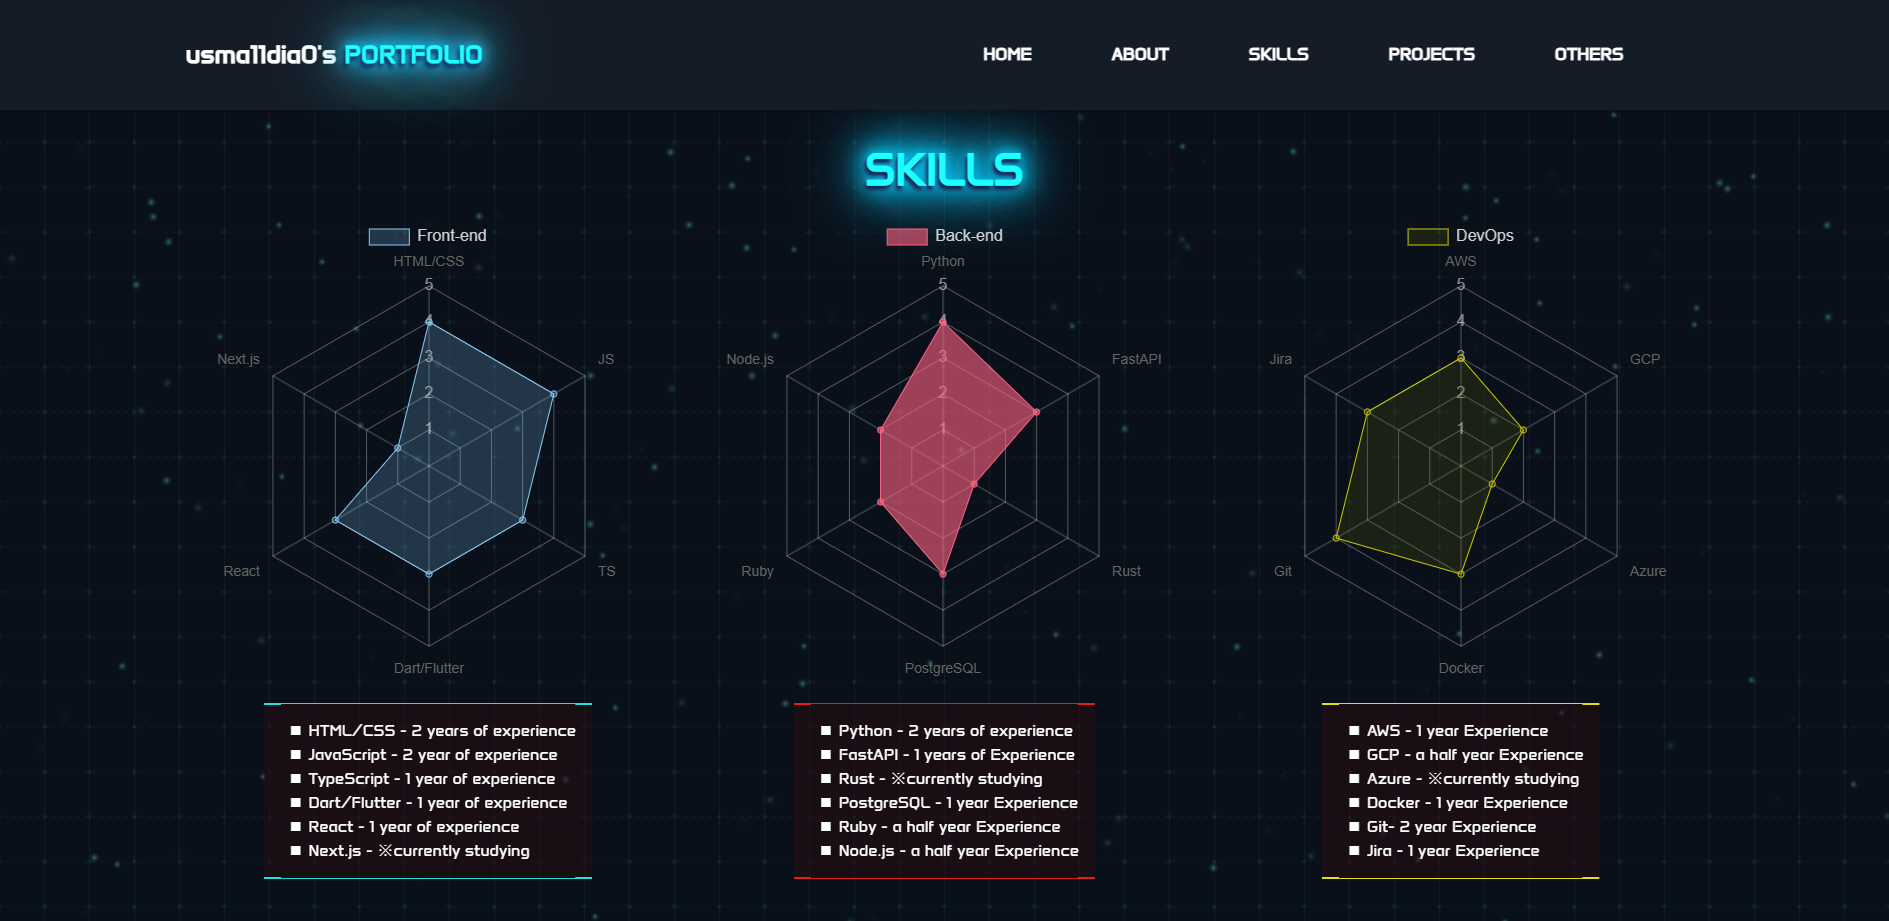 usma11dia0's PORTFOLIO
HOME
ABOUT
SKILLS
PROJECTS
OTHERS
SKILLS
Front-end
HTML/CSS
5
4
3
2
1
JS
TS
Dart/Flutter
React
Next.js
HTML/CSS - 2 years of experience
JavaScript - 2 year of experience
TypeScript - 1 year of experience
Dart/Flutter - 1 year of experience
React - 1 year of experience
Next.js - ※currently studying
Back-end
Python
5
4
3
2
1
FastAPI
Rust
PostgreSQL
Ruby
Node.js
Python - 2 years of experience
FastAPI - 1 years of Experience
Rust - ※currently studying
PostgreSQL - 1 year Experience
Ruby - a half year Experience
Node.js - a half year Experience
DevOps
AWS
5
4
3
2
1
GCP
Azure
Docker
Git
Jira
AWS - 1 year Experience
GCP - a half year Experience
Azure - ※currently studying
Docker - 1 year Experience
Git- 2 year Experience
Jira - 1 year Experience